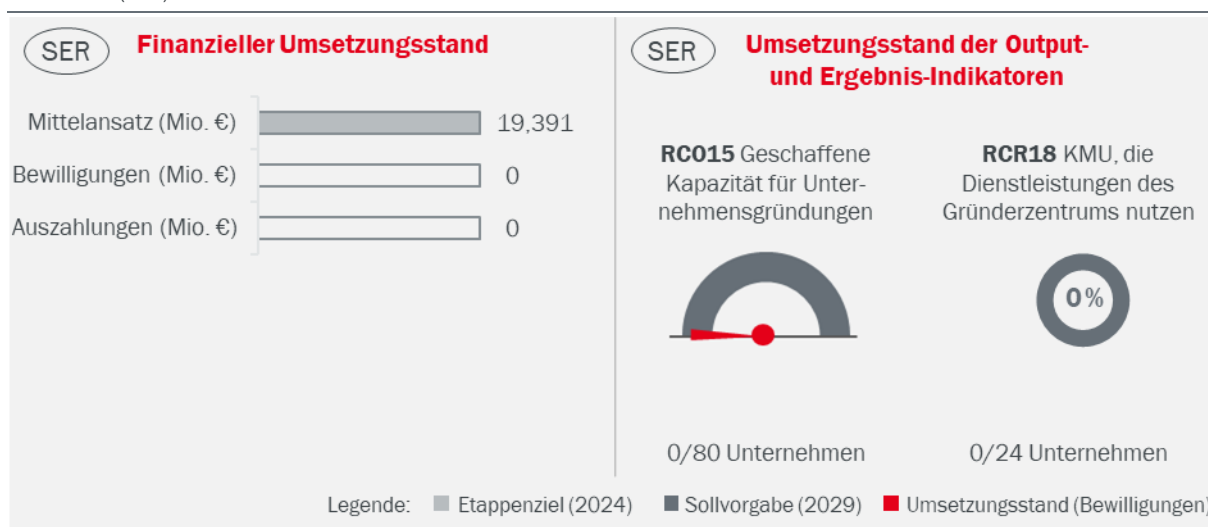 SER
Finanzieller Umsetzungsstand
Mittelansatz (Mio. €)
19,391
Bewilligungen (Mio. €)
0
Auszahlungen (Mio. €)
0
SER
Umsetzungsstand der Output-
und Ergebnis-Indikatoren
RCO15 Geschaffene
Kapazität für Unter-
nehmensgründungen
0/80 Unternehmen
RCR18 KMU, die
Dienstleistungen des
Gründerzentrums nutzen
0%
0/24 Unternehmen
Legende:
Etappenziel (2024)
Sollvorgabe (2029)
Umsetzungsstand (Bewilligungen)